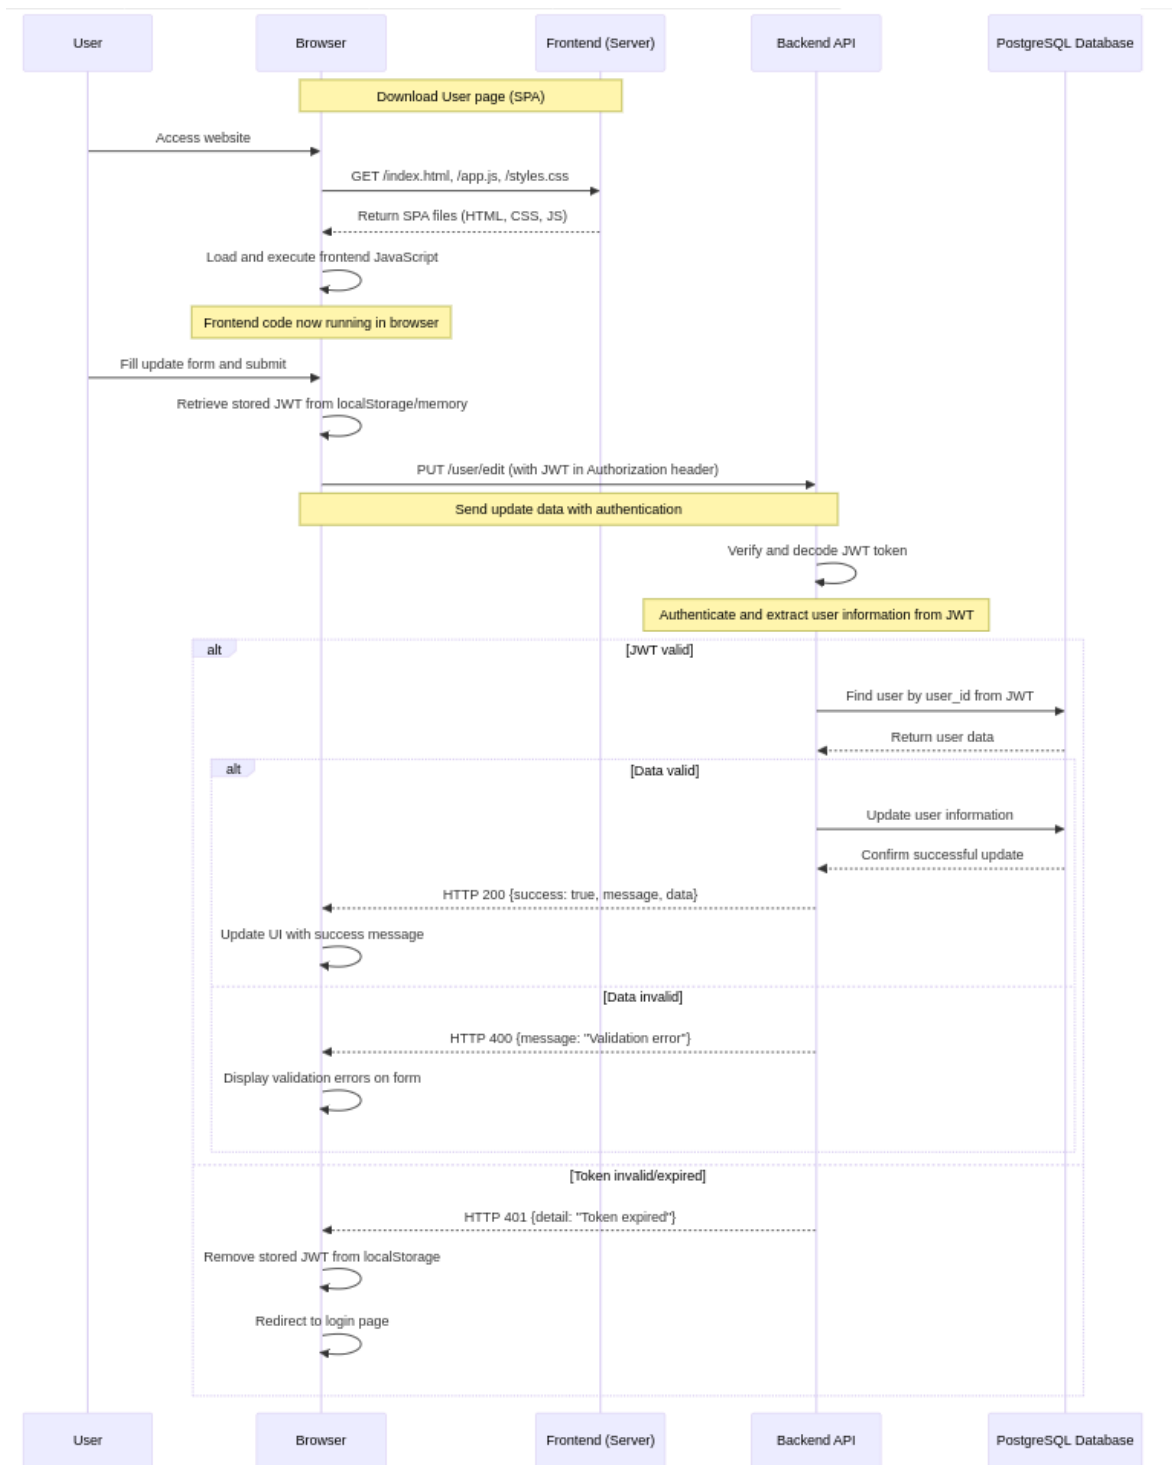 User
Browser
Frontend (Server)
Backend API
PostgreSQL Database
Download User page (SPA)
Access website
GET /index.html, /app.js, /styles.css
Return SPA files (HTML, CSS, JS)
Load and execute frontend JavaScript
Frontend code now running in browser
Fill update form and submit
Retrieve stored JWT from localStorage/memory
PUT /user/edit (with JWT in Authorization header)
Send update data with authentication
Verify and decode JWT token
Authenticate and extract user information from JWT
alt
[JWT valid]
Find user by user_id from JWT
Return user data
alt
[Data valid]
Update user information
Confirm successful update
HTTP 200 {success: true, message, data}
Update UI with success message
[Data invalid]
HTTP 400 {message: "Validation error"}
Display validation errors on form
[Token invalid/expired]
HTTP 401 {detail: "Token expired"}
Remove stored JWT from localStorage
Redirect to login page
User
Browser
Frontend (Server)
Backend API
PostgreSQL Database